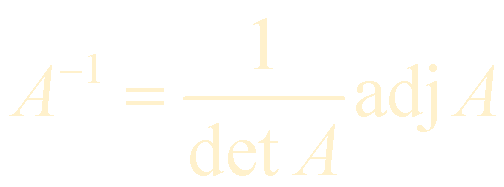 A⁻¹ = 1/det A adj A